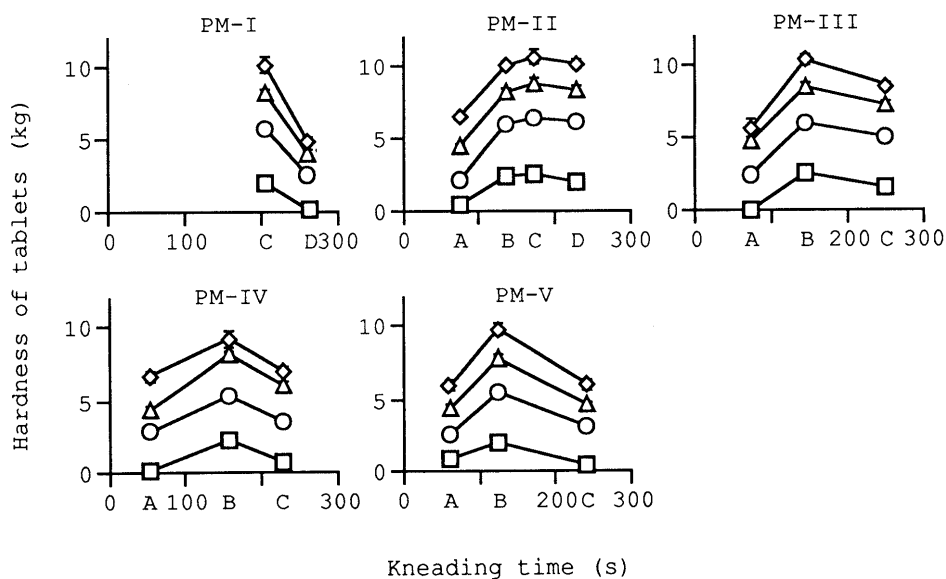 PM-I
PM-II
PM-III
10
5
0
0 100 C D 300
10
5
0
0 A B C D 300
10
5
0
0 A B 200 C 300
PM-IV
PM-V
10
5
0
0 A 100 B C 300
10
5
0
0 A B 200 C 300
Hardness of tablets (kg)
Kneading time (s)